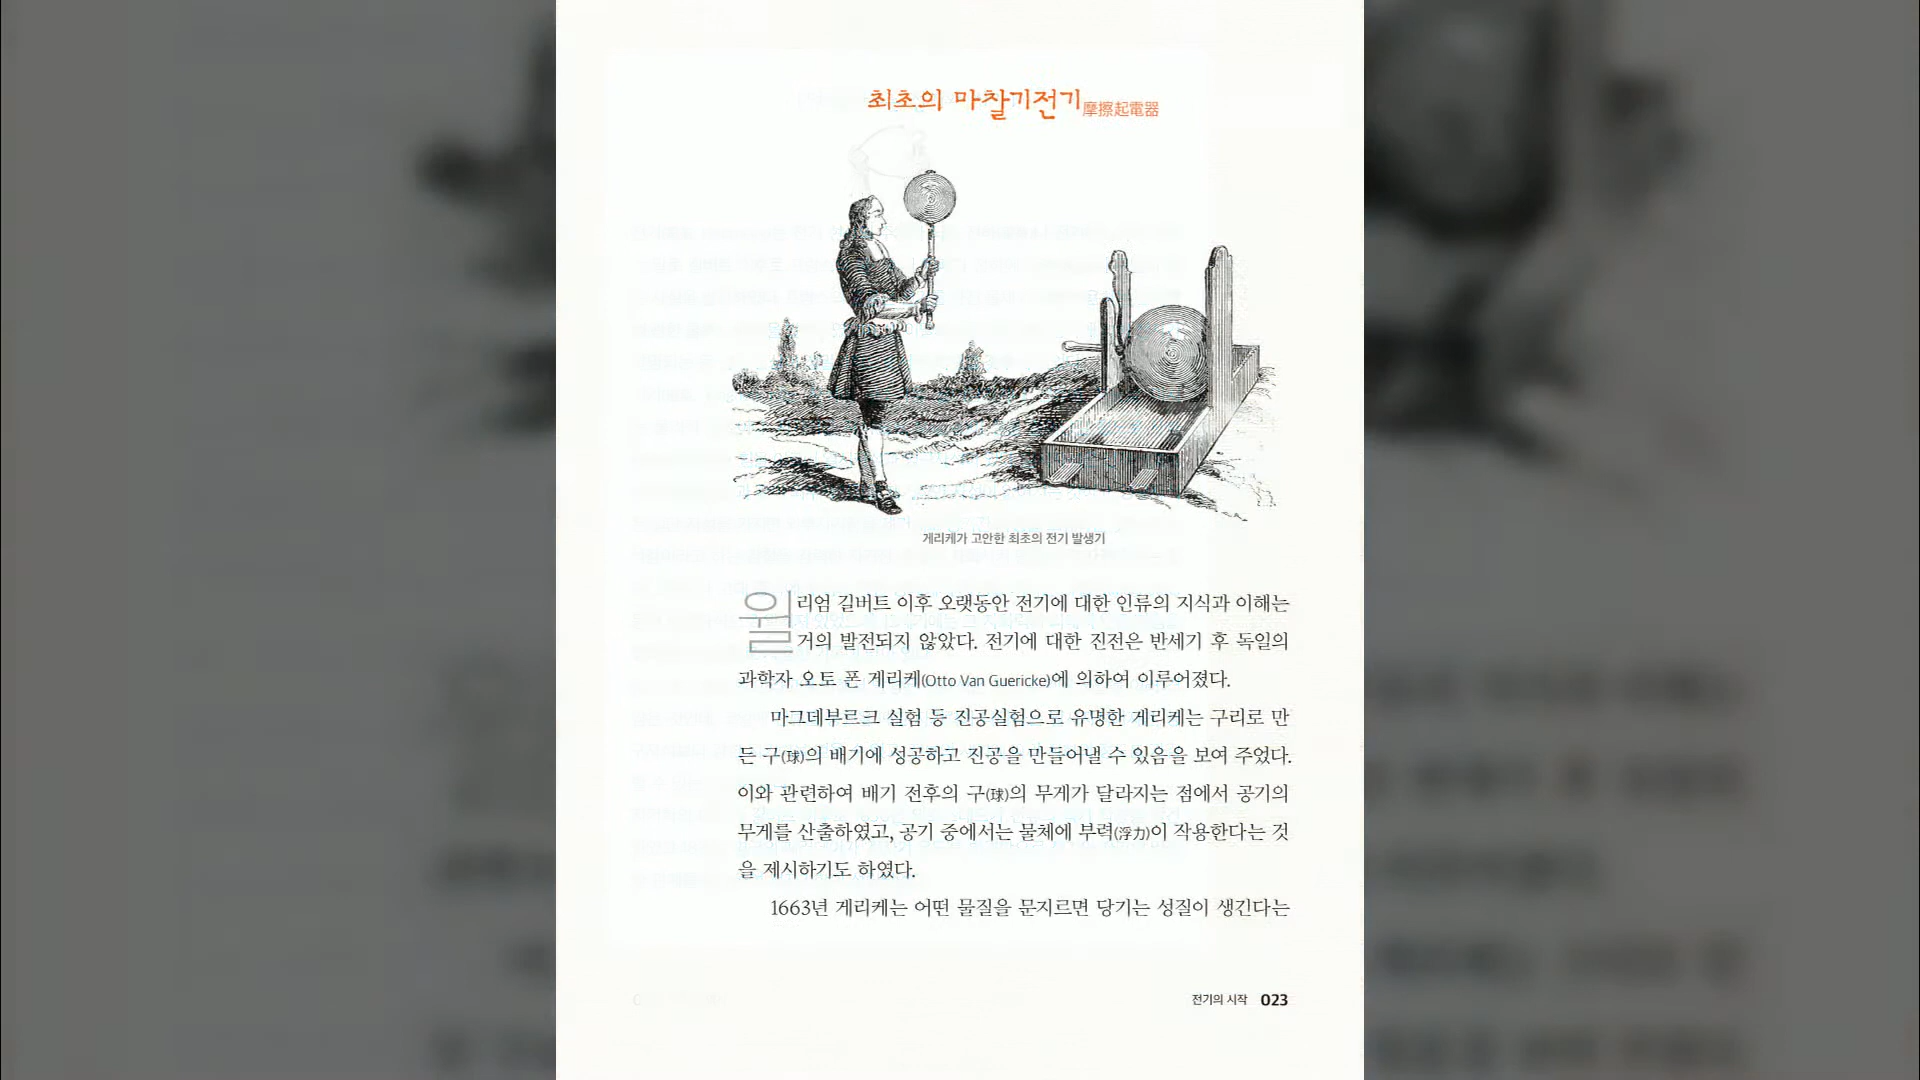 최초의 마찰기전기摩擦起電器
게리케가 고안한 최초의 전기 발생기
윌리엄 길버트 이후 오랫동안 전기에 대한 인류의 지식과 이해는
거의 발전되지 않았다. 전기에 대한 진전은 반세기 후 독일의
과학자 오토 폰 게리케(Otto Van Guericke)에 의하여 이루어졌다.
마그데부르크 실험 등 진공실험으로 유명한 게리케는 구리로 만
든 구(球)의 배기에 성공하고 진공을 만들어낼 수 있음을 보여 주었다.
이와 관련하여 배기 전후의 구(球)의 무게가 달라지는 점에서 공기의
무게를 산출하였고, 공기 중에서는 물체에 부력(浮力)이 작용한다는 것
을 제시하기도 하였다.
1663년 게리케는 어떤 물질을 문지르면 당기는 성질이 생긴다는
전기의 시작 023